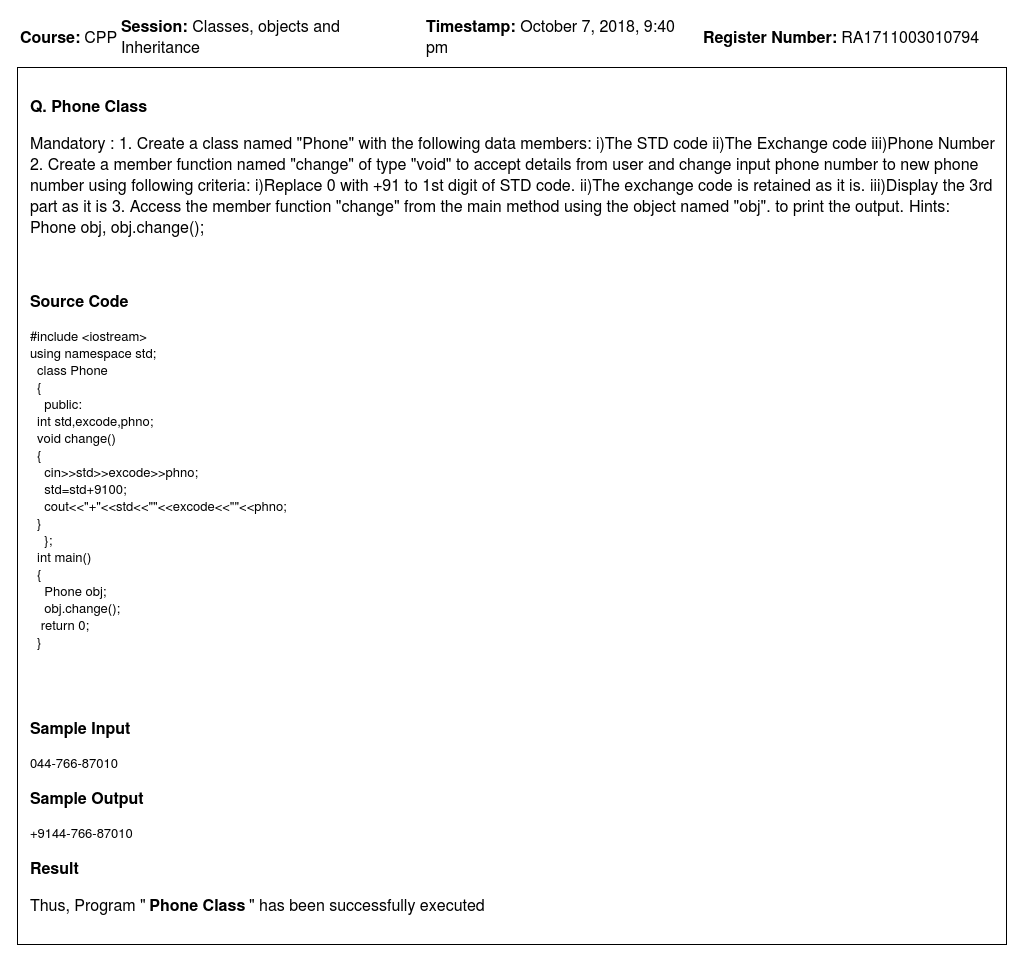 Course: CPP Session: Classes, objects and Inheritance Timestamp: October 7, 2018, 9:40 pm Register Number: RA1711003010794
Q. Phone Class
Mandatory : 1. Create a class named "Phone" with the following data members: i)The STD code ii)The Exchange code iii)Phone Number
2. Create a member function named "change" of type "void" to accept details from user and change input phone number to new phone
number using following criteria: i)Replace 0 with +91 to 1st digit of STD code. ii)The exchange code is retained as it is. iii)Display the 3rd
part as it is 3. Access the member function "change" from the main method using the object named "obj". to print the output. Hints:
Phone obj, obj.change();
Source Code
#include <iostream>
using namespace std;
class Phone
{
public:
int std,excode,phno;
void change()
{
cin>>std>>excode>>phno;
std=std+9100;
cout<<"+"<<std<<""<<excode<<""<<phno;
}
};
int main()
{
Phone obj;
obj.change();
return 0;
}
Sample Input
044-766-87010
Sample Output
+9144-766-87010
Result
Thus, Program " Phone Class " has been successfully executed